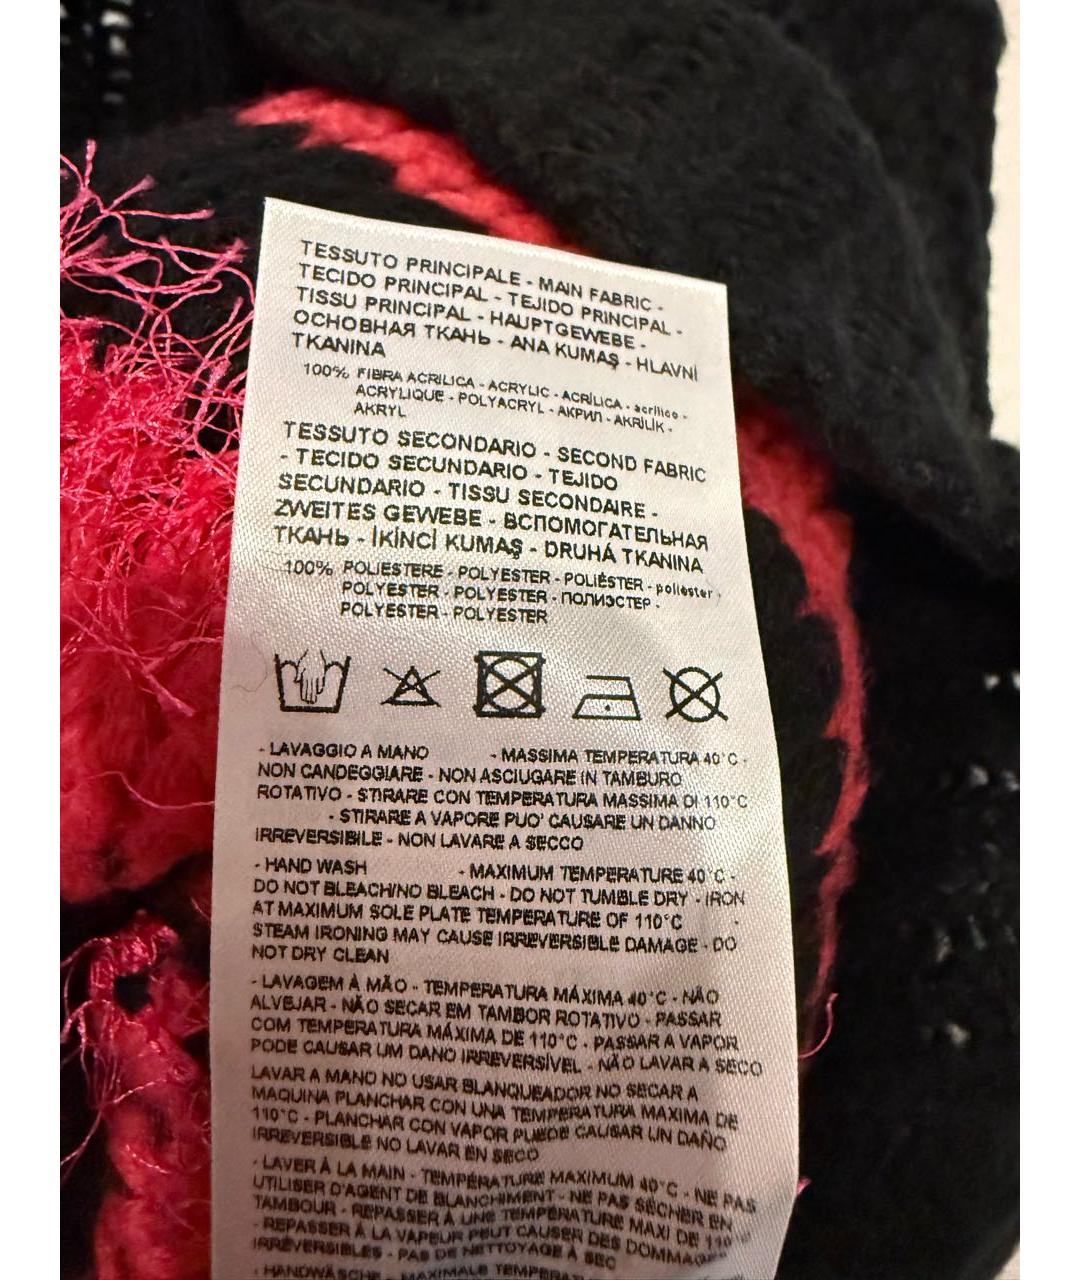 TESSUTO PRINCIPALE - MAIN FABRIC -
TECIDO PRINCIPAL - TEJIDO PRINCIPAL -
TISSU PRINCIPAL - HAUPTGEWEBE -
ОСНОВНАЯ ТКАНЬ - ANA KUMAŞ - HLAVNÍ
TKANINA
100% FIBRA ACRILICA - ACRYLIC - ACRÍLICA - acrílico -
ACRYLIQUE - POLYACRYL - АКРИЛ - AKRİLİK -
AKRYL
TESSUTO SECONDARIO - SECOND FABRIC
- TECIDO SECUNDARIO - TEJIDO
SECUNDARIO - TISSU SECONDAIRE -
ZWEITES GEWEBE - ВСПОМОГАТЕЛЬНАЯ
ТКАНЬ - İKİNCİ KUMAŞ - DRUHÁ TKANINA
100% POLIESTERE - POLYESTER - POLIÉSTER - poliester -
POLYESTER - POLYESTER - ПОЛИЭСТЕР -
POLYESTER - POLYESTER
- LAVAGGIO A MANO - MASSIMA TEMPERATURA 40°C -
NON CANDEGGIARE - NON ASCIUGARE IN TAMBURO
ROTATIVO - STIRARE CON TEMPERATURA MASSIMA DI 110°C
- STIRARE A VAPORE PUO' CAUSARE UN DANNO
IRREVERSIBILE - NON LAVARE A SECCO
- HAND WASH - MAXIMUM TEMPERATURE 40°C -
DO NOT BLEACH/NO BLEACH - DO NOT TUMBLE DRY - IRON
AT MAXIMUM SOLE PLATE TEMPERATURE OF 110°C -
STEAM IRONING MAY CAUSE IRREVERSIBLE DAMAGE - DO
NOT DRY CLEAN
- LAVAGEM À MÃO - TEMPERATURA MÁXIMA 40°C - NÃO
ALVEJAR - NÃO SECAR EM TAMBOR ROTATIVO - PASSAR
COM TEMPERATURA MÁXIMA DE 110°C - PASSAR A VAPOR
PODE CAUSAR UM DANO IRREVERSÍVEL - NÃO LAVAR A SECO
LAVAR A MANO NO USAR BLANQUEADOR NO SECAR A
MAQUINA PLANCHAR CON UNA TEMPERATURA MAXIMA DE
110°C - PLANCHAR CON VAPOR PUEDE CAUSAR UN DAÑO
IRREVERSIBLE NO LAVAR EN SECO
- LAVER À LA MAIN - TEMPÉRATURE MAXIMUM 40°C - NE PAS
UTILISER D'AGENT DE BLANCHIMENT - NE PAS SÉCHER EN
TAMBOUR - REPASSER À UNE TEMPÉRATURE MAXI DE 110°
- REPASSER À LA VAPEUR PEUT CAUSER DES DOMMAGES
IRRÉVERSIBLES - PAS DE NETTOYAGE À SEC
- HANDWÄSCHE - MAXIMALE